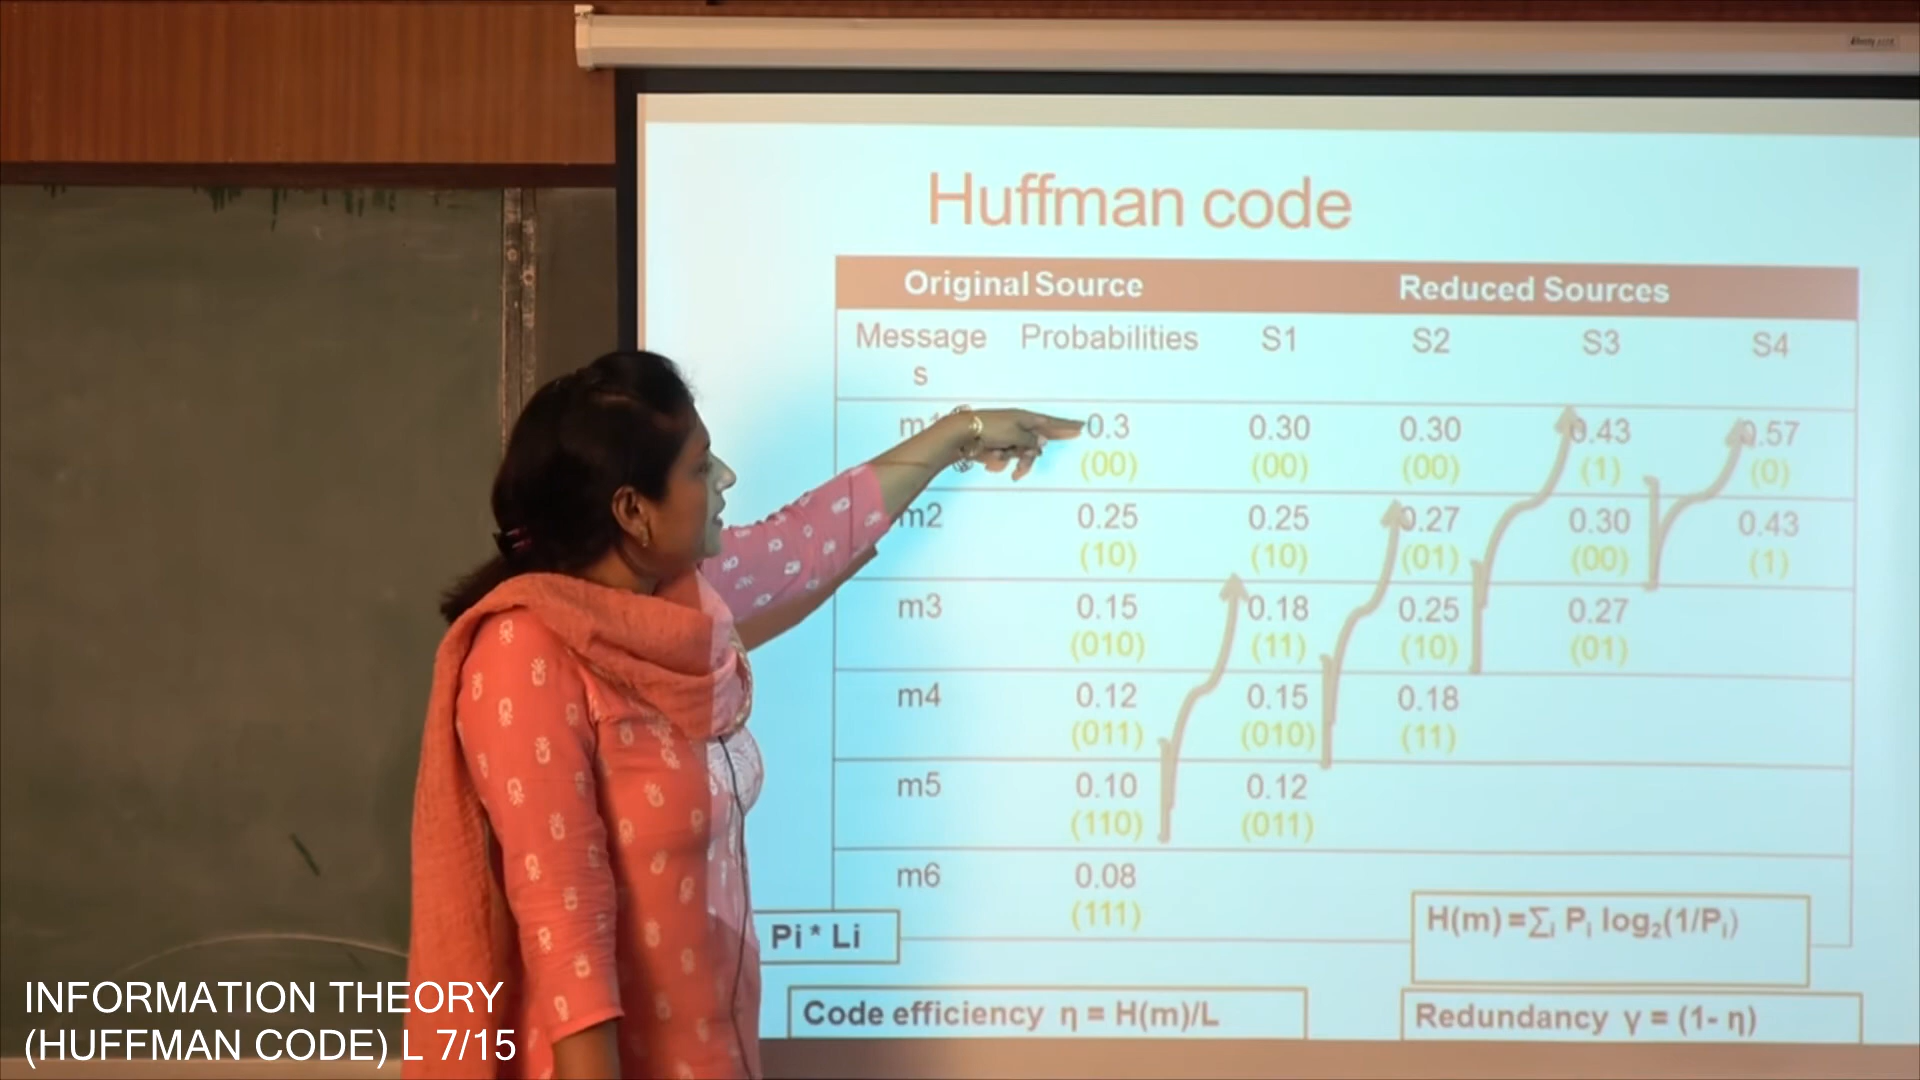 Huffman code
Original Source Reduced Sources
Message Probabilities S1 S2 S3 S4
s
0.3 0.30 0.30 0.43 0.57
(00) (00) (00) (1) (0)
m2 0.25 0.25 0.27 0.30 0.43
(10) (10) (01) (00) (1)
m3 0.15 0.18 0.25 0.27
(010) (11) (10) (01)
m4 0.12 0.15 0.18
(011) (010) (11)
m5 0.10 0.12
(110) (011)
m6 0.08
(111)
Pi * Li
H(m) =∑i Pi log2(1/Pi)
Code efficiency η = H(m)/L
Redundancy γ = (1- η)
INFORMATION THEORY
(HUFFMAN CODE) L 7/15